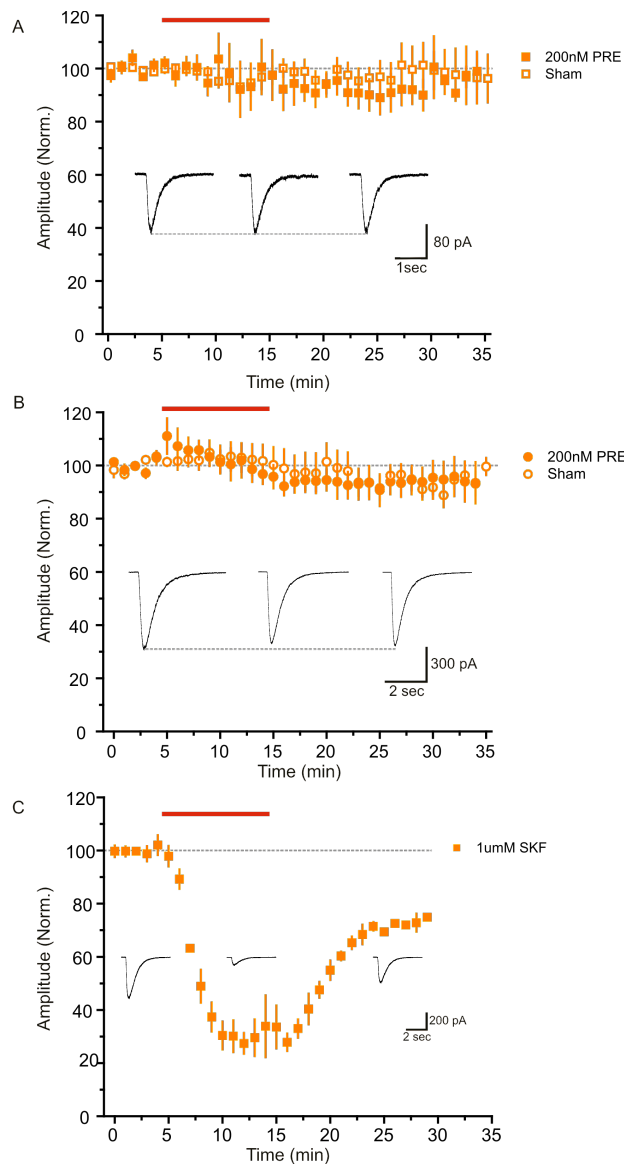 A
120
100
80
60
40
20
0
Amplitude (Norm.)
200nM PRE
Sham
80 pA
1sec
0 5 10 15 20 25 30 35
Time (min)
B
120
100
80
60
40
20
0
Amplitude (Norm.)
200nM PRE
Sham
300 pA
2 sec
0 5 10 15 20 25 30 35
Time (min)
C
120
100
80
60
40
20
0
Amplitude (Norm.)
1umM SKF
200 pA
2 sec
0 5 10 15 20 25 30 35
Time (min)